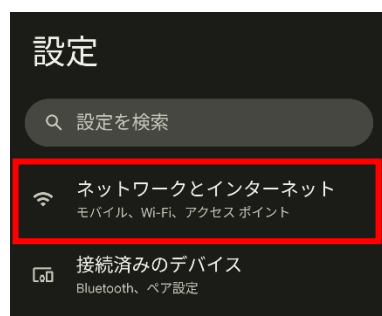 設定
設定を検索
ネットワークとインターネット
モバイル、Wi-Fi、アクセス ポイント
接続済みのデバイス
Bluetooth、ペア設定